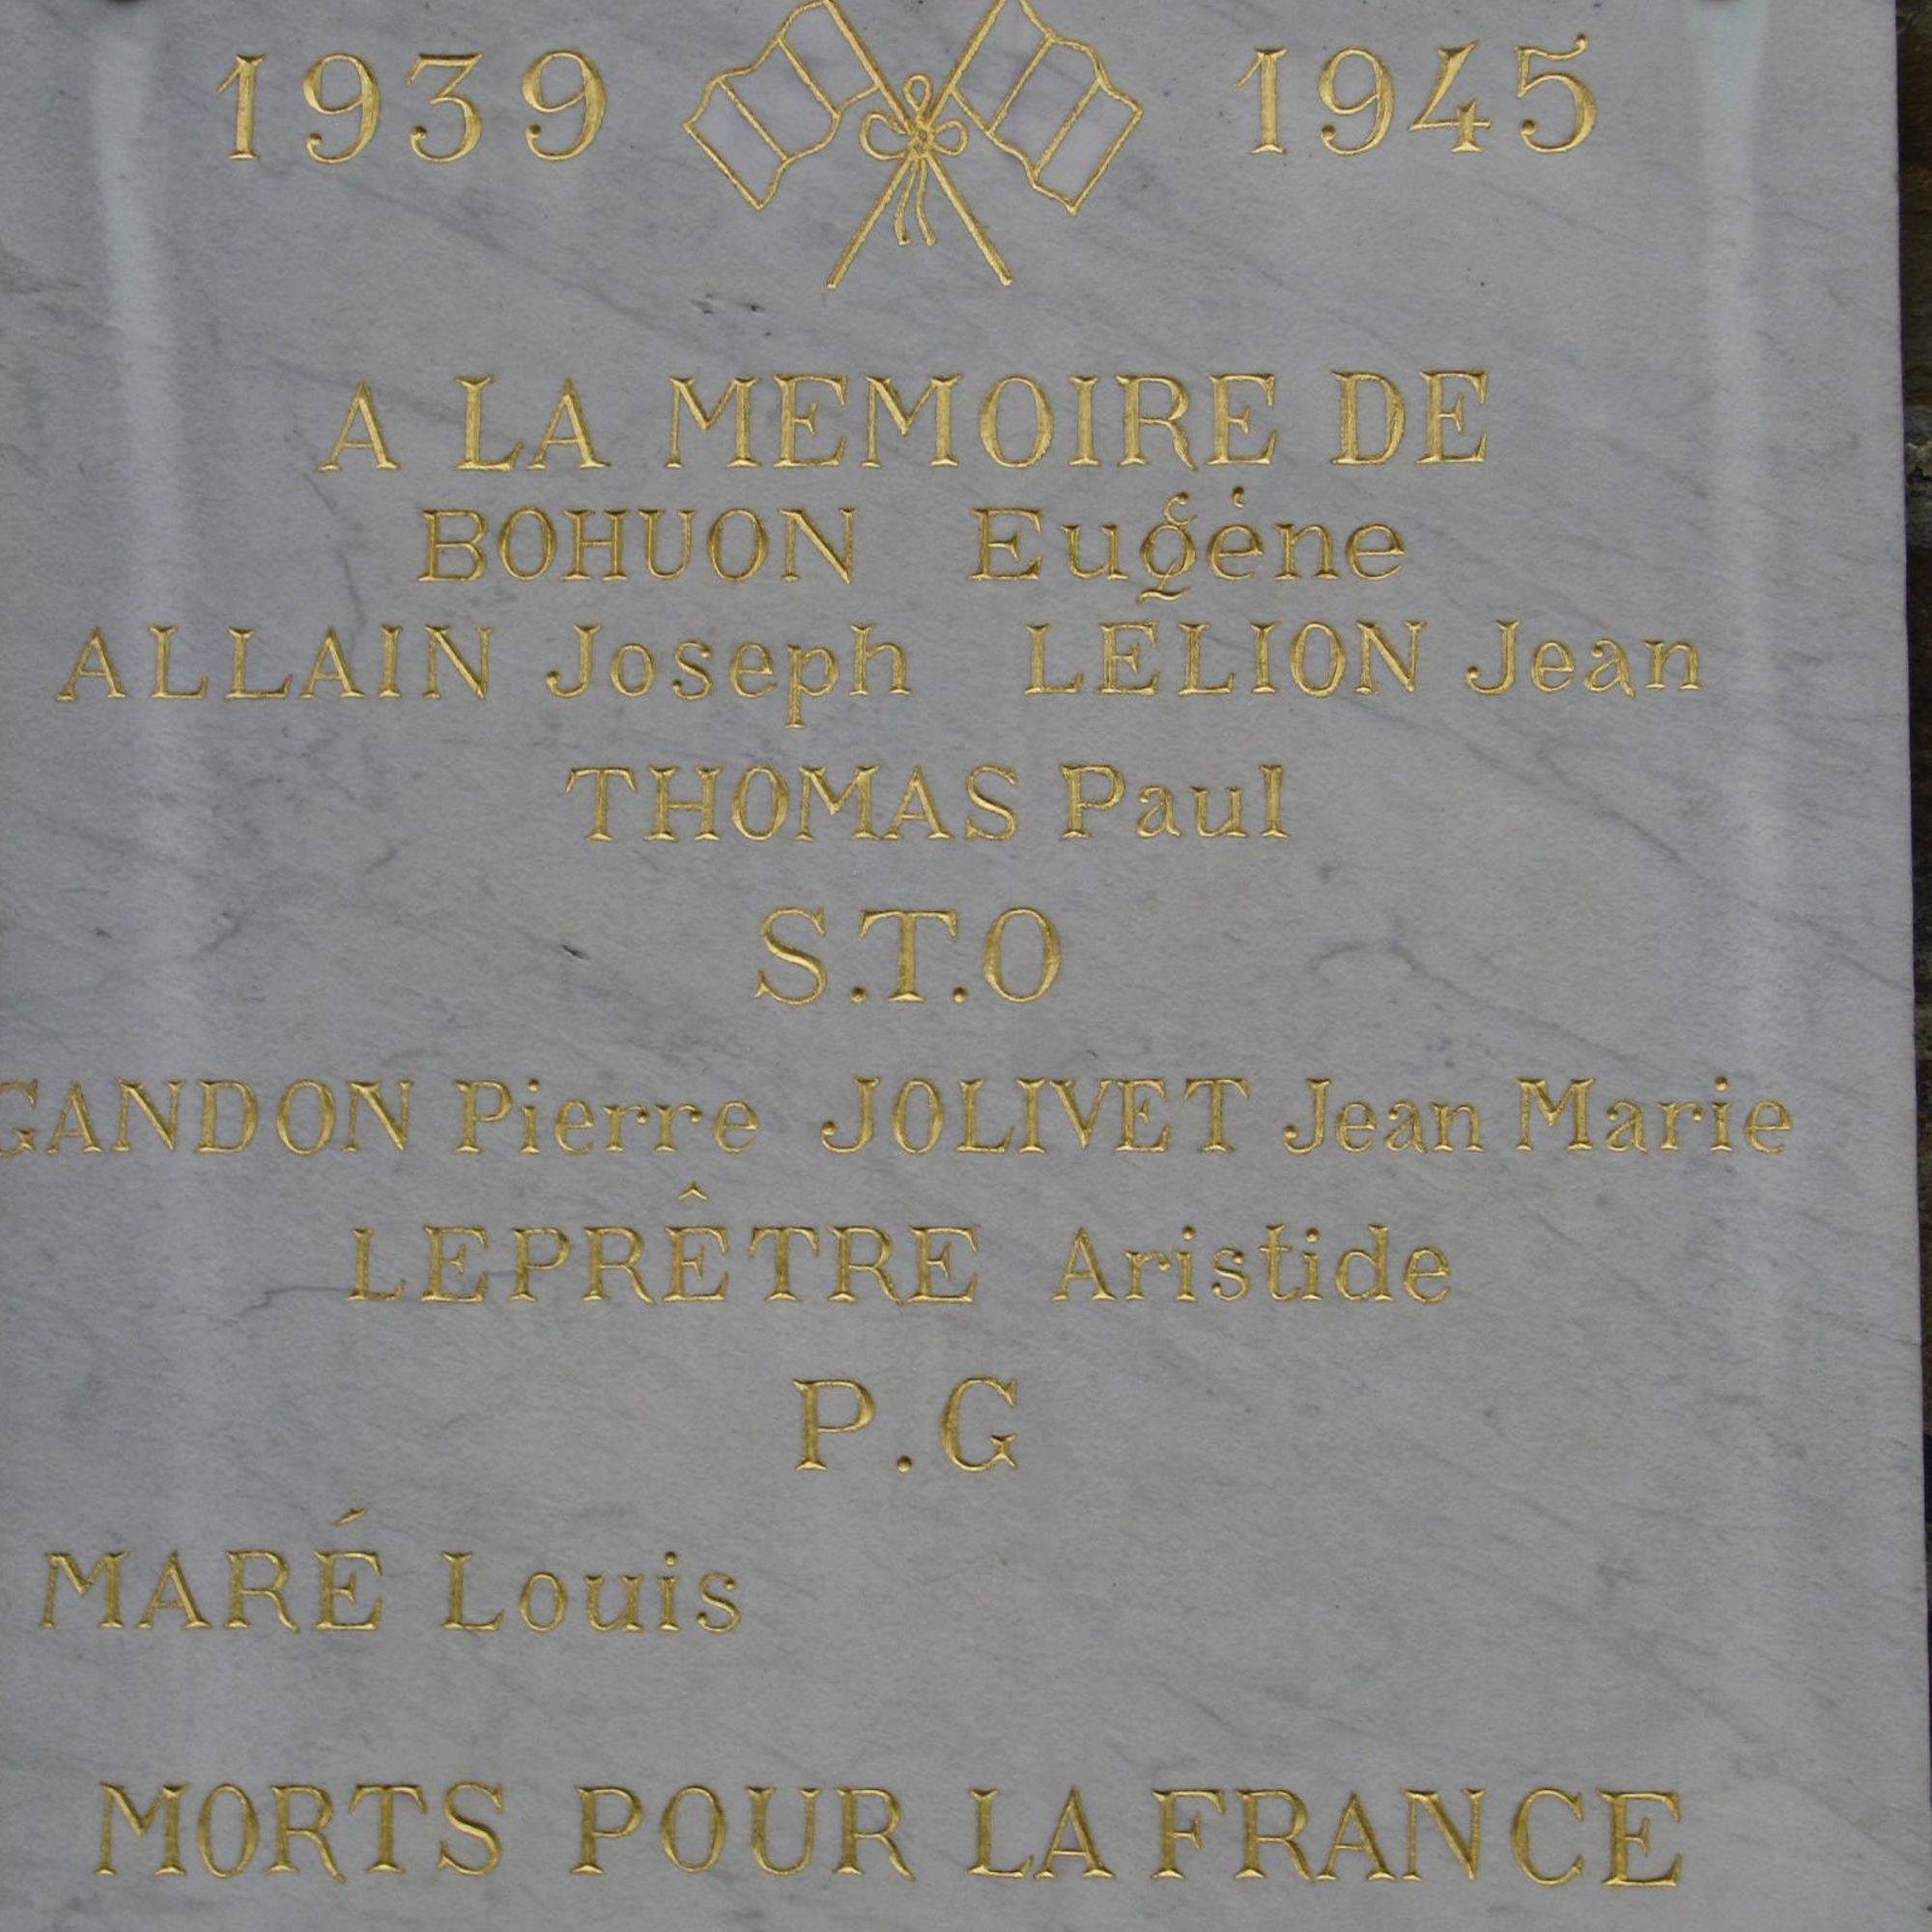 1939 1945
A LA MEMOIRE DE
BOHUON Eugène
ALLAIN Joseph LÉLION Jean
THOMAS Paul
S.T.O
GANDON Pierre JOLIVET Jean Marie
LEPRÊTRE Aristide
P.G
MARÉ Louis
MORTS POUR LA FRANCE